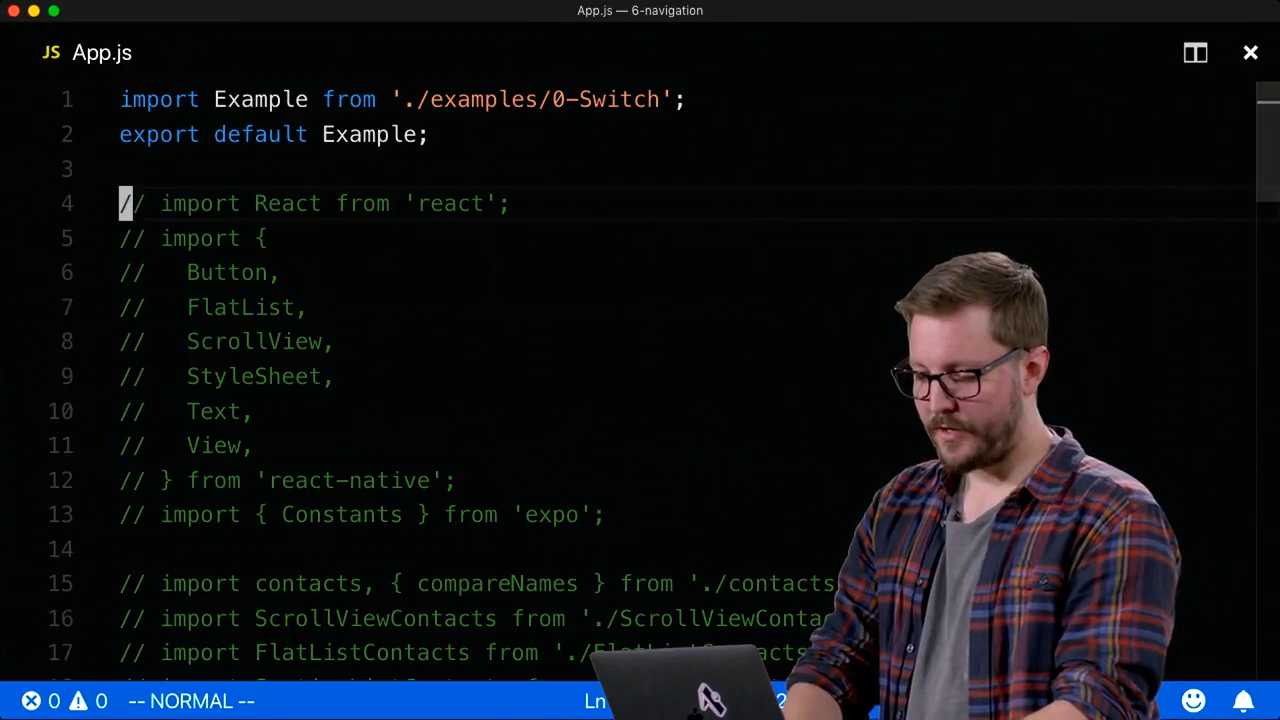 App.js — 6-navigation
JS App.js
1 import Example from './examples/0-Switch';
2 export default Example;
3
4 // import React from 'react';
5 // import {
6 //   Button,
7 //   FlatList,
8 //   ScrollView,
9 //   StyleSheet,
10 //   Text,
11 //   View,
12 // } from 'react-native';
13 // import { Constants } from 'expo';
14
15 // import contacts, { compareNames } from './contacts
16 // import ScrollViewContacts from './ScrollViewContac
17 // import FlatListContacts from './
0 0 -- NORMAL -- Ln